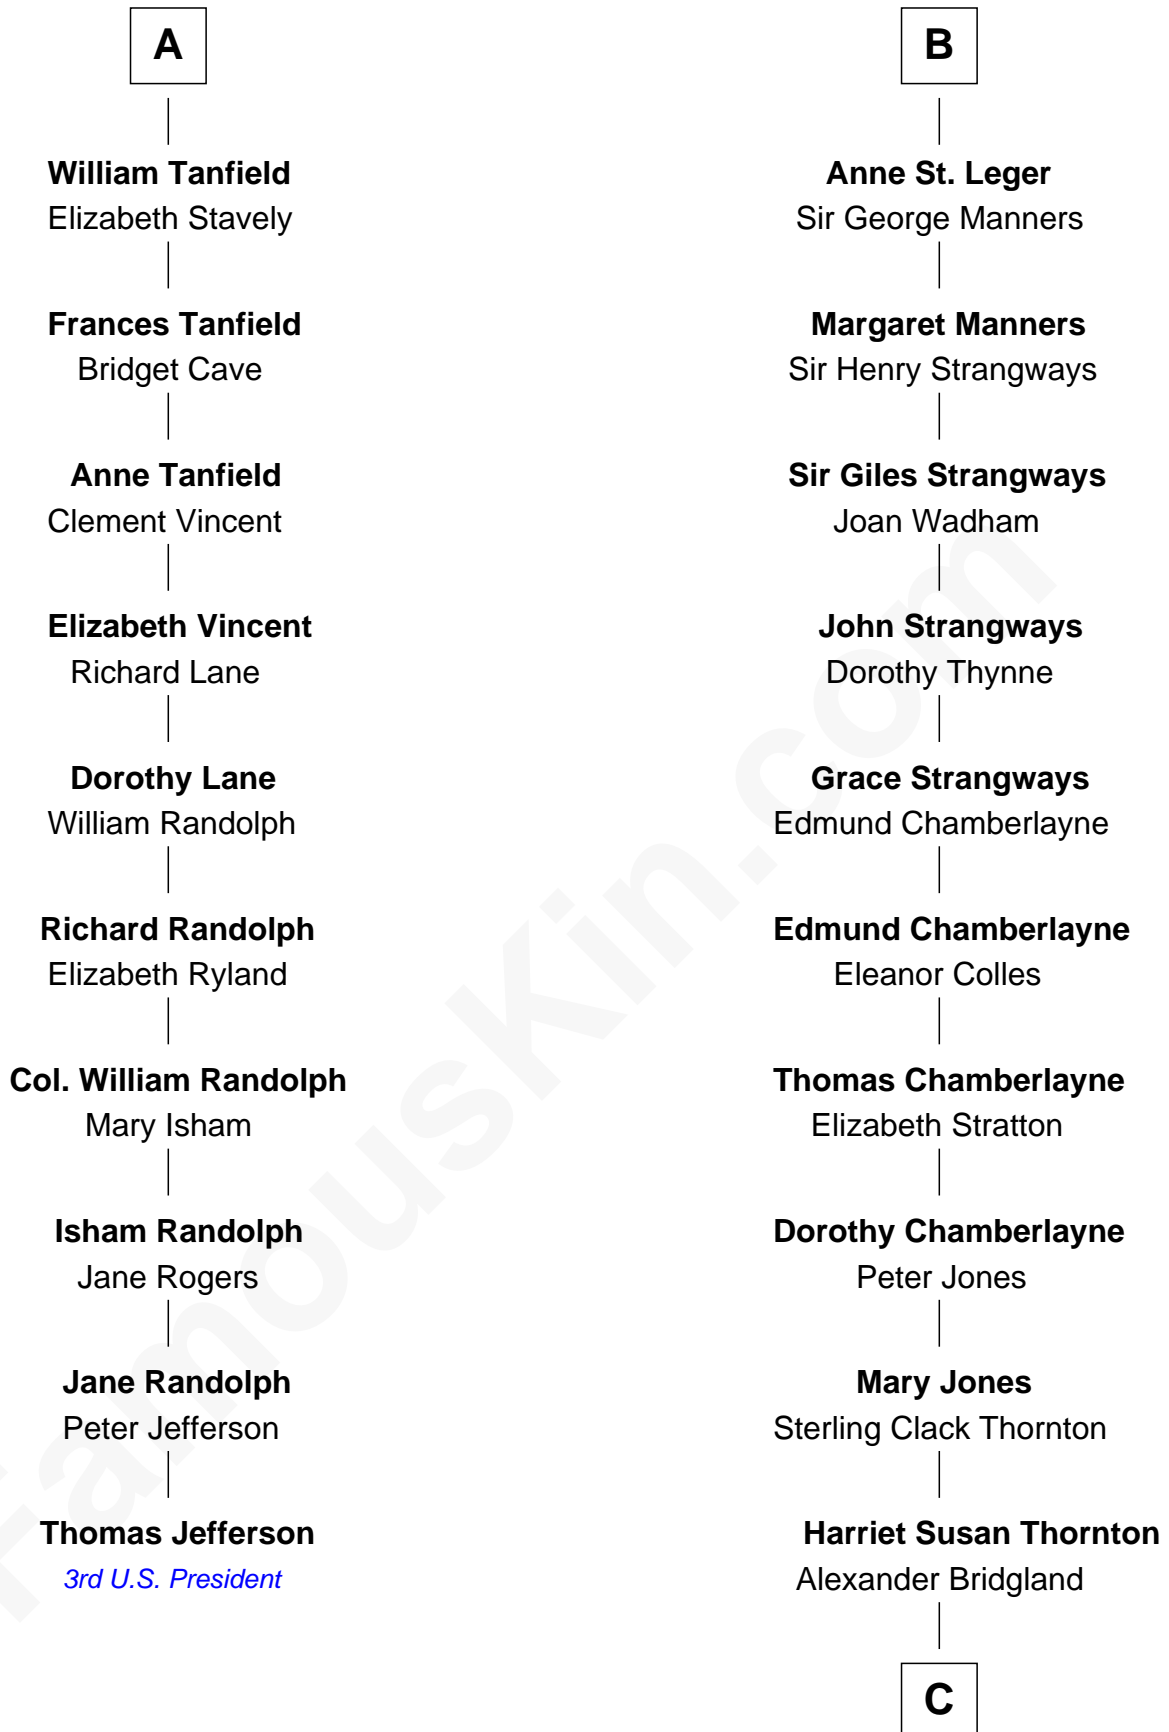 A
William Tanfield
Elizabeth Stavely
Frances Tanfield
Bridget Cave
Anne Tanfield
Clement Vincent
Elizabeth Vincent
Richard Lane
Dorothy Lane
William Randolph
Richard Randolph
Elizabeth Ryland
Col. William Randolph
Mary Isham
Isham Randolph
Jane Rogers
Jane Randolph
Peter Jefferson
Thomas Jefferson
3rd U.S. President
B
Anne St. Leger
Sir George Manners
Margaret Manners
Sir Henry Strangways
Sir Giles Strangways
Joan Wadham
John Strangways
Dorothy Thynne
Grace Strangways
Edmund Chamberlayne
Edmund Chamberlayne
Eleanor Colles
Thomas Chamberlayne
Elizabeth Stratton
Dorothy Chamberlayne
Peter Jones
Mary Jones
Sterling Clack Thornton
Harriet Susan Thornton
Alexander Bridgland
C
FamousKin.com